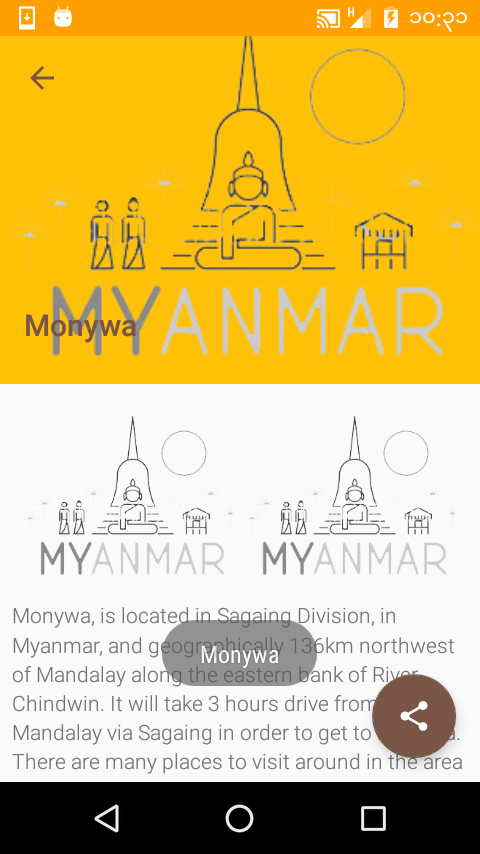 H
၁၀:၃၁
MYANMAR
Monywa
MYANMAR
MYANMAR
Monywa, is located in Sagaing Division, in
Myanmar, and geographically 136km northwest
of Mandalay along the eastern bank of River
Chindwin. It will take 3 hours drive from
Mandalay via Sagaing in order to get to
There are many places to visit around in the area
Monywa